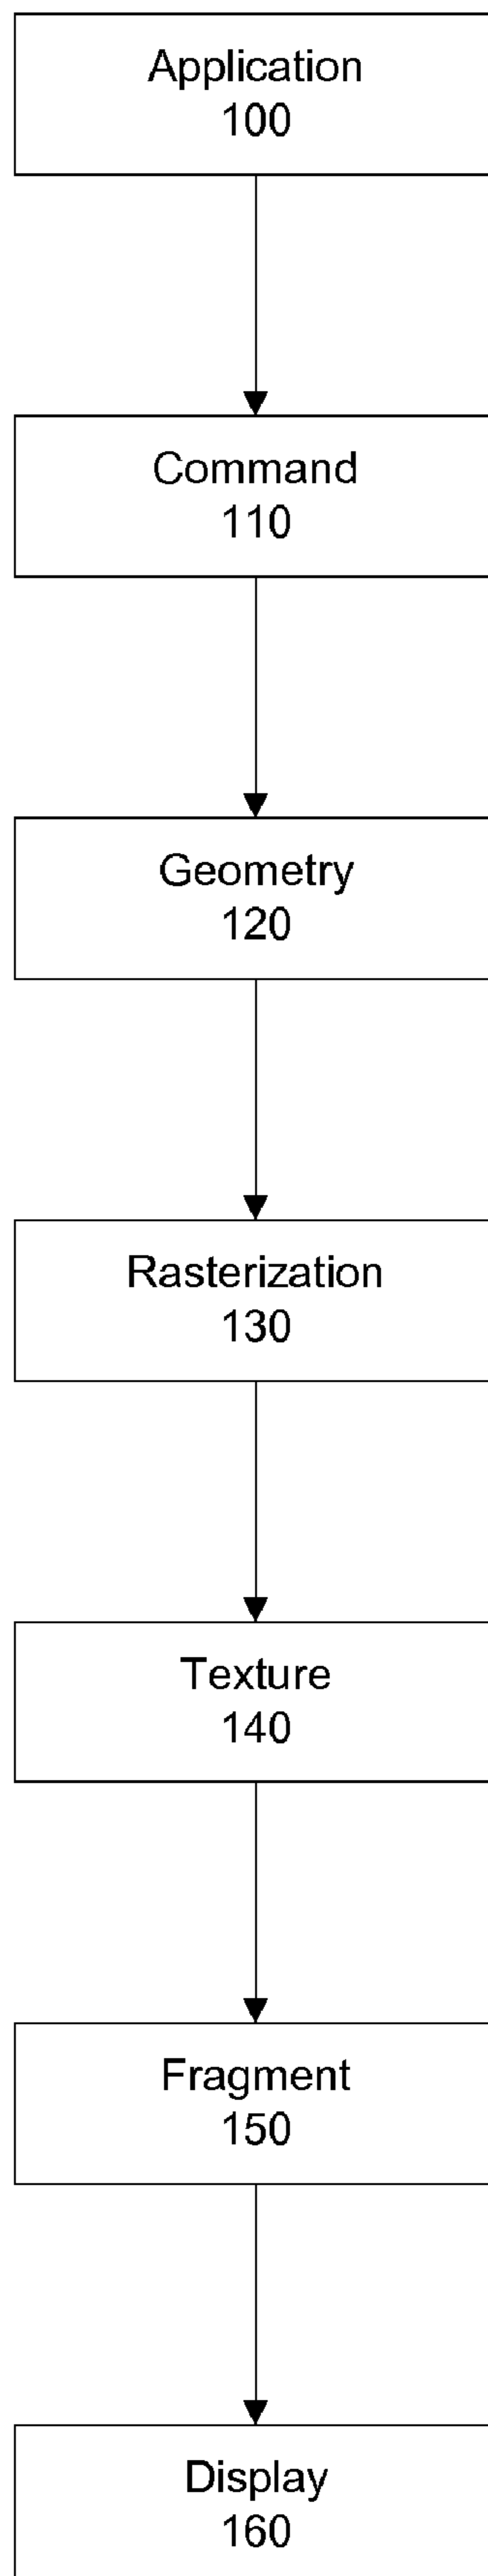 Application
100
Command
110
Geometry
120
Rasterization
130
Texture
140
Fragment
150
Display
160